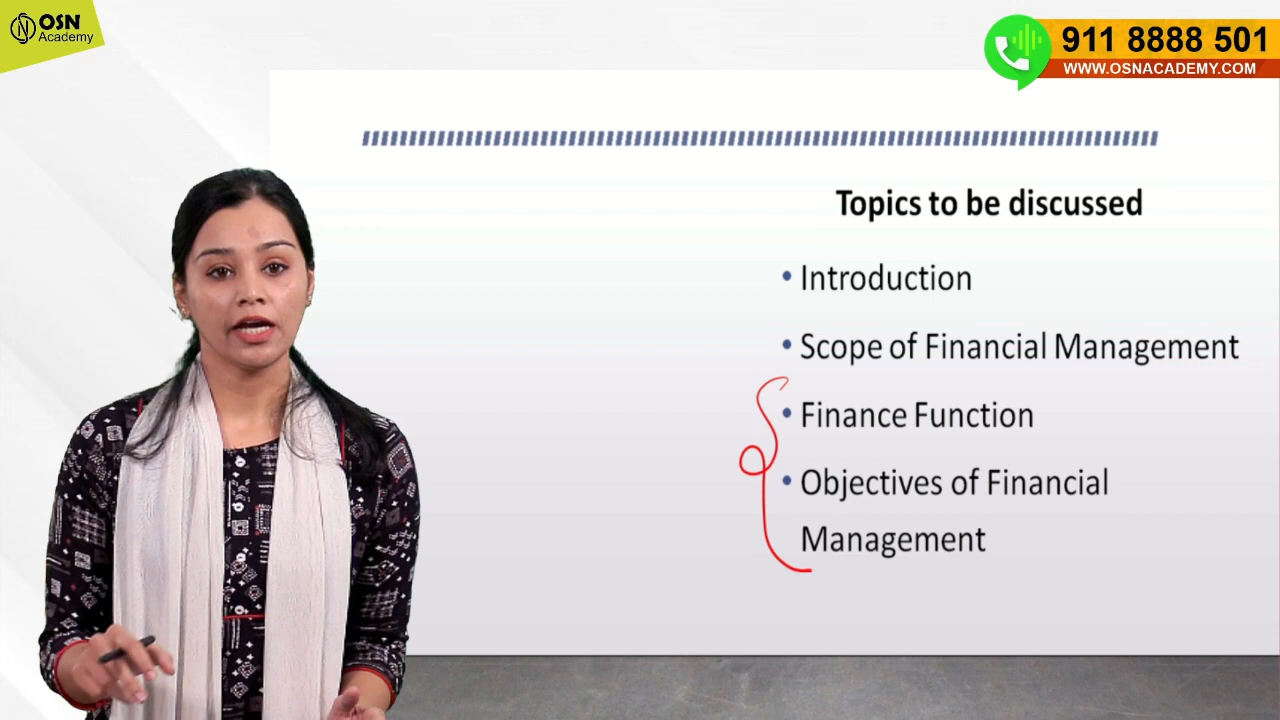 OSN
Academy
911 8888 501
WWW.OSNACADEMY.COM
Topics to be discussed
• Introduction
• Scope of Financial Management
• Finance Function
• Objectives of Financial
Management